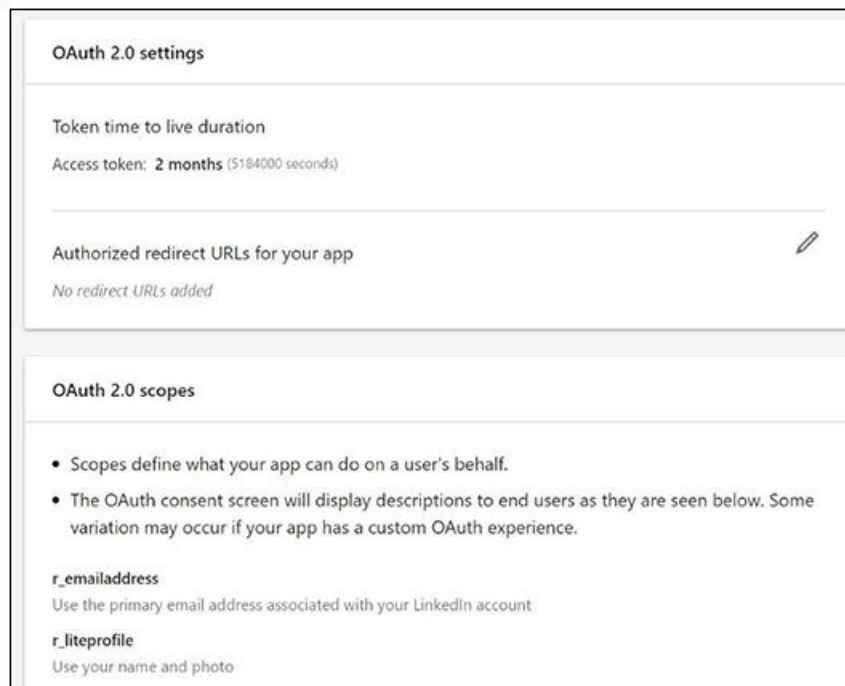 OAuth 2.0 settings
Token time to live duration
Access token: 2 months (5184000 seconds)
Authorized redirect URLs for your app
No redirect URLs added
OAuth 2.0 scopes
• Scopes define what your app can do on a user's behalf.
• The OAuth consent screen will display descriptions to end users as they are seen below. Some
variation may occur if your app has a custom OAuth experience.
r_emailaddress
Use the primary email address associated with your LinkedIn account
r_liteprofile
Use your name and photo